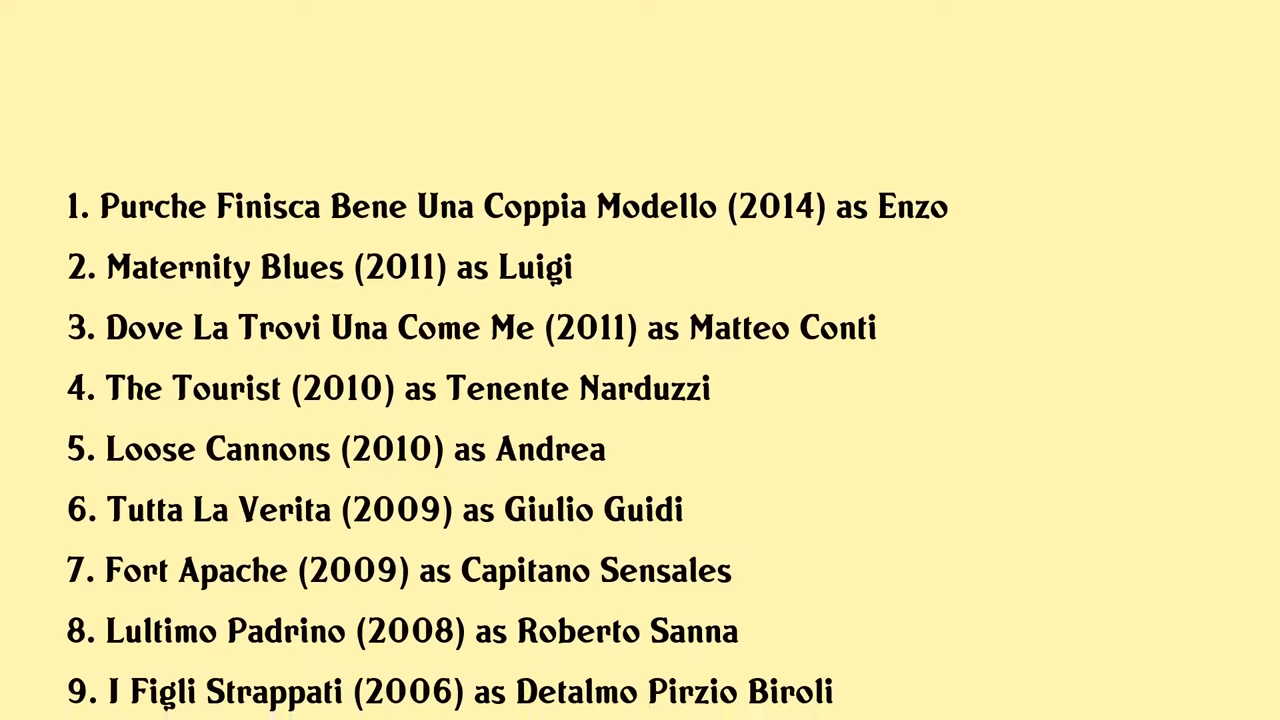 1. Purche Finisca Bene Una Coppia Modello (2014) as Enzo
2. Maternity Blues (2011) as Luigi
3. Dove La Trovi Una Come Me (2011) as Matteo Conti
4. The Tourist (2010) as Tenente Narduzzi
5. Loose Cannons (2010) as Andrea
6. Tutta La Verita (2009) as Giulio Guidi
7. Fort Apache (2009) as Capitano Sensales
8. Lultimo Padrino (2008) as Roberto Sanna
9. I Figli Strappati (2006) as Detalmo Pirzio Biroli